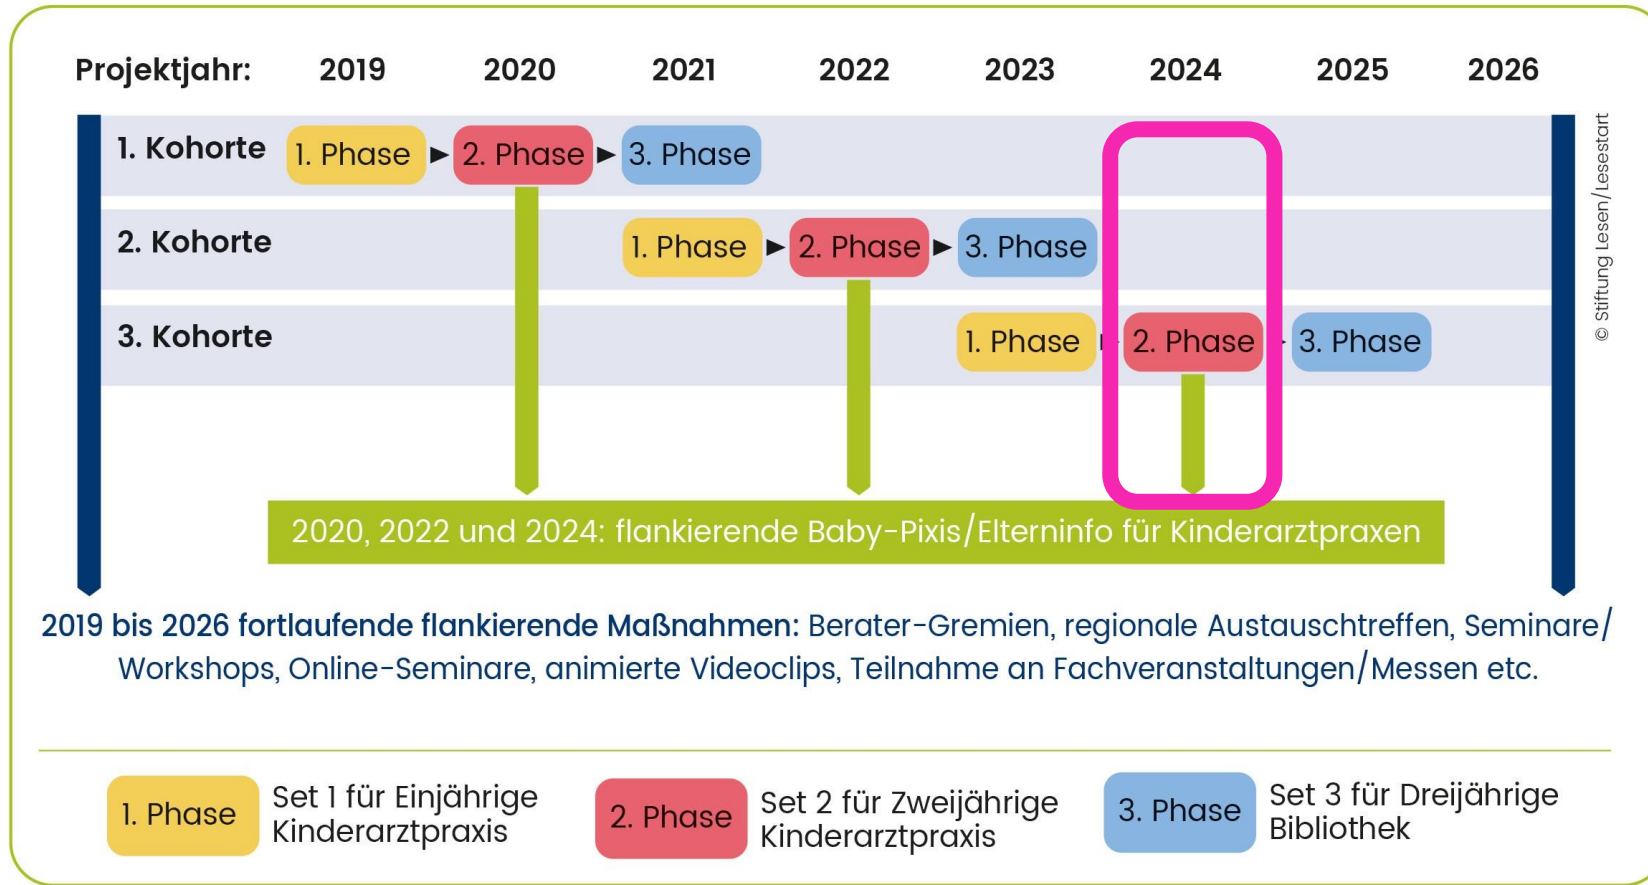 Projektjahr: 2019 2020 2021 2022 2023 2024 2025 2026
1. Kohorte 1. Phase 2. Phase 3. Phase
2. Kohorte 1. Phase 2. Phase 3. Phase
3. Kohorte 1. Phase 2. Phase 3. Phase
© Stiftung Lesen/Lesestart
2020, 2022 und 2024: flankierende Baby-Pixis/Elterninfo für Kinderarztpraxen
2019 bis 2026 fortlaufende flankierende Maßnahmen: Berater-Gremien, regionale Austauschtreffen, Seminare/
Workshops, Online-Seminare, animierte Videoclips, Teilnahme an Fachveranstaltungen/Messen etc.
1. Phase
Set 1 für Einjährige
Kinderarztpraxis
2. Phase
Set 2 für Zweijährige
Kinderarztpraxis
3. Phase
Set 3 für Dreijährige
Bibliothek